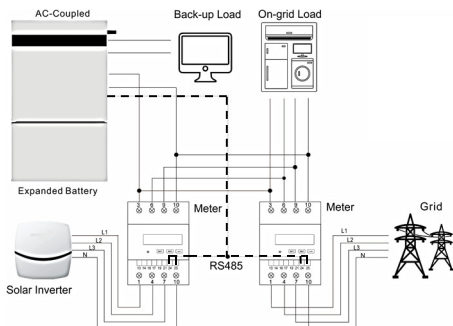 AC-Coupled
Back-up Load
On-grid Load
Expanded Battery
3 6 9 10
3 6 9 10
Meter
Meter
Grid
L1
L2
L3
N
L1
L2
L3
N
RS485
1 4 7 10
1 4 7 10
Solar Inverter